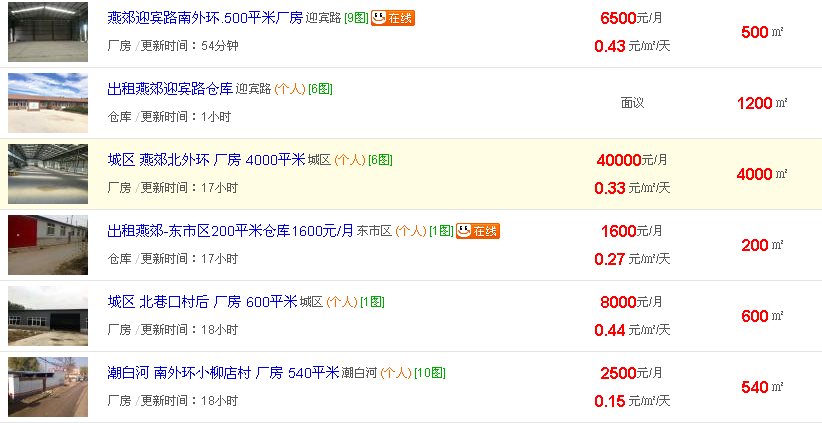 燕郊迎宾路南外环.500平米厂房 迎宾路 [9图] 在线 6500元/月 500 ㎡
厂房 /更新时间：54分钟 0.43 元/㎡/天
出租燕郊迎宾路仓库 迎宾路 (个人) [6图] 面议 1200 ㎡
仓库 /更新时间：1小时
城区 燕郊北外环 厂房 4000平米 城区 (个人) [6图] 40000元/月 4000 ㎡
厂房 /更新时间：17小时 0.33 元/㎡/天
出租燕郊-东市区200平米仓库1600元/月 东市区 (个人) [1图] 在线 1600元/月 200 ㎡
仓库 /更新时间：17小时 0.27 元/㎡/天
城区 北巷口村后 厂房 600平米 城区 (个人) [1图] 8000元/月 600 ㎡
厂房 /更新时间：18小时 0.44 元/㎡/天
潮白河 南外环小柳店村 厂房 540平米 潮白河 (个人) [10图] 2500元/月 540 ㎡
厂房 /更新时间：18小时 0.15 元/㎡/天